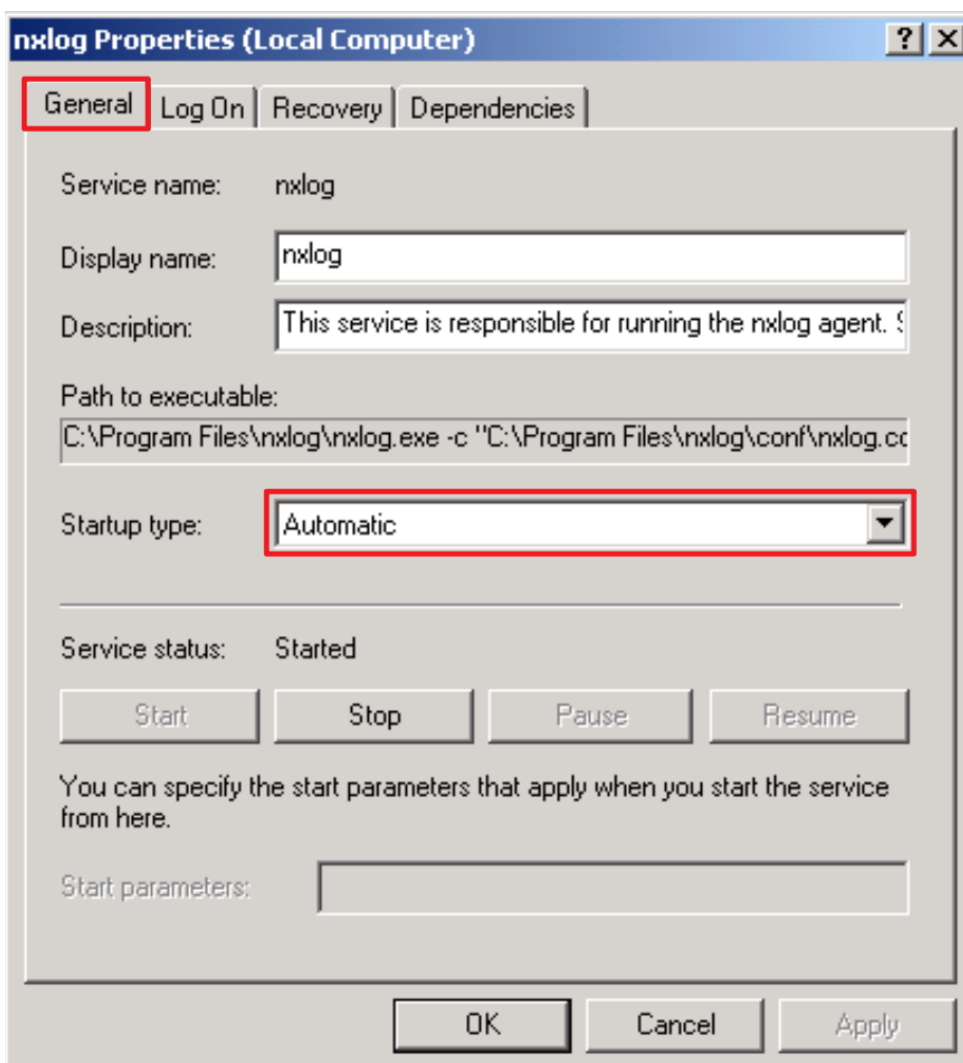 nxlog Properties (Local Computer)
General Log On Recovery Dependencies
Service name: nxlog
Display name: nxlog
Description: This service is responsible for running the nxlog agent.
Path to executable:
C:\Program Files\nxlog\nxlog.exe -c "C:\Program Files\nxlog\conf\nxlog.cc
Startup type: Automatic
Service status: Started
Start Stop Pause Resume
You can specify the start parameters that apply when you start the service
from here.
Start parameters:
OK Cancel Apply